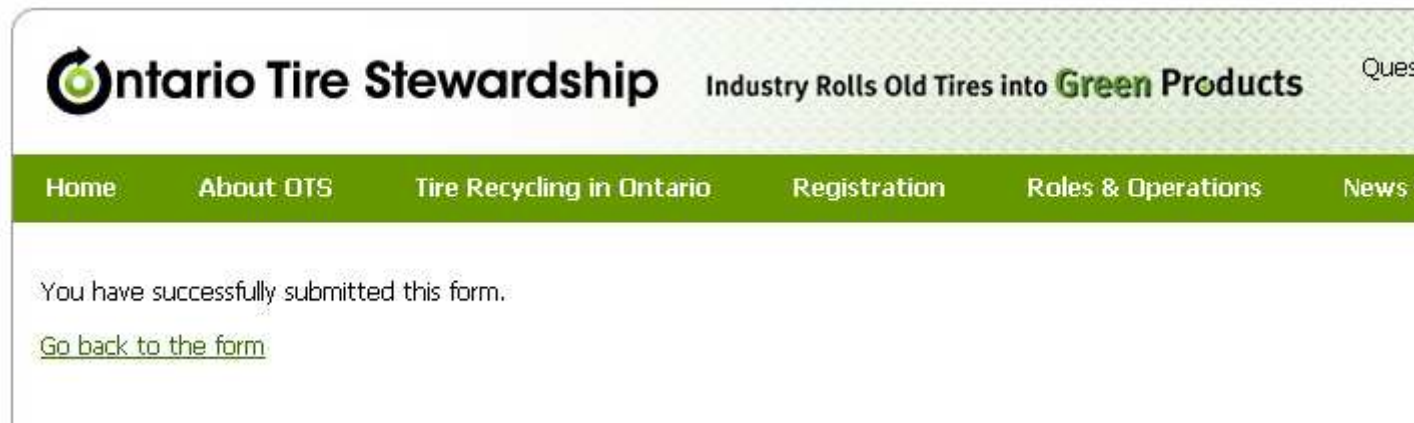 Ontario Tire Stewardship Industry Rolls Old Tires into Green Products
Home About OTS Tire Recycling in Ontario Registration Roles & Operations News
You have successfully submitted this form.
Go back to the form